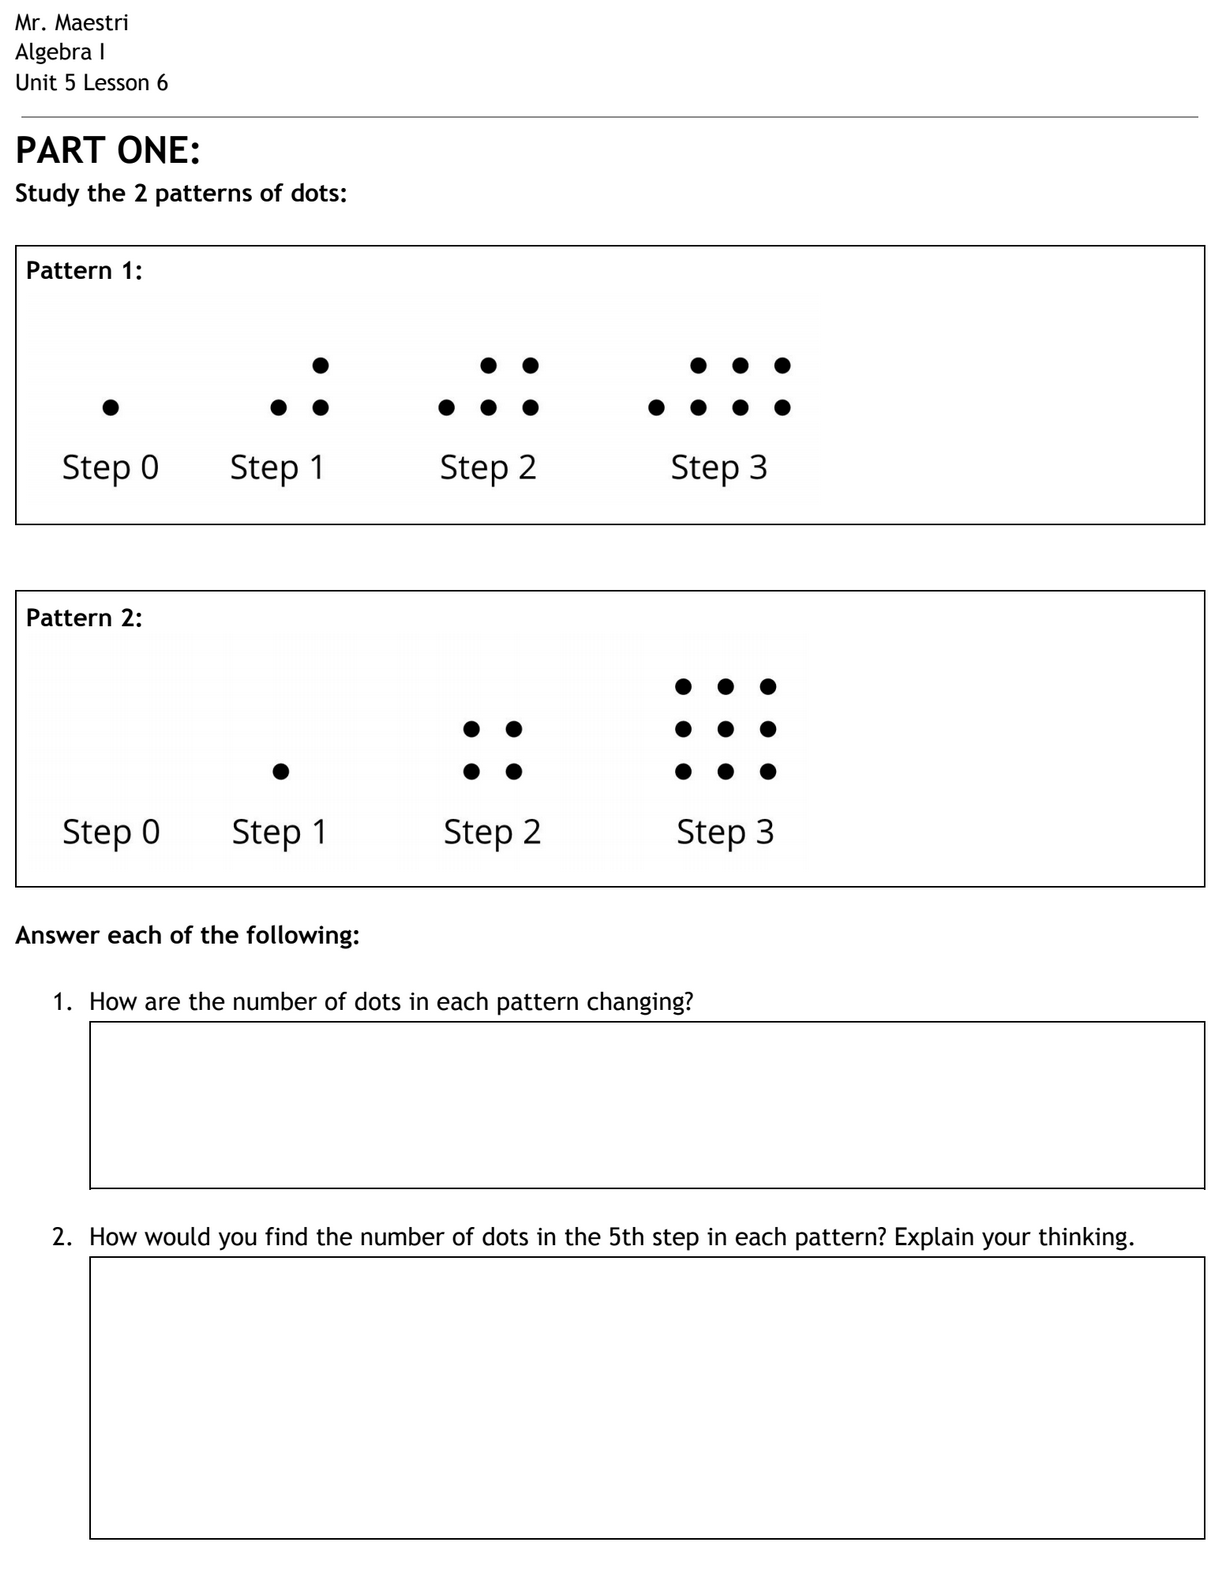 Mr. Maestri
Algebra I
Unit 5 Lesson 6
PART ONE:
Study the 2 patterns of dots:
Pattern 1:
Step 0 Step 1 Step 2 Step 3
Pattern 2:
Step 0 Step 1 Step 2 Step 3
Answer each of the following:
1. How are the number of dots in each pattern changing?
2. How would you find the number of dots in the 5th step in each pattern? Explain your thinking.